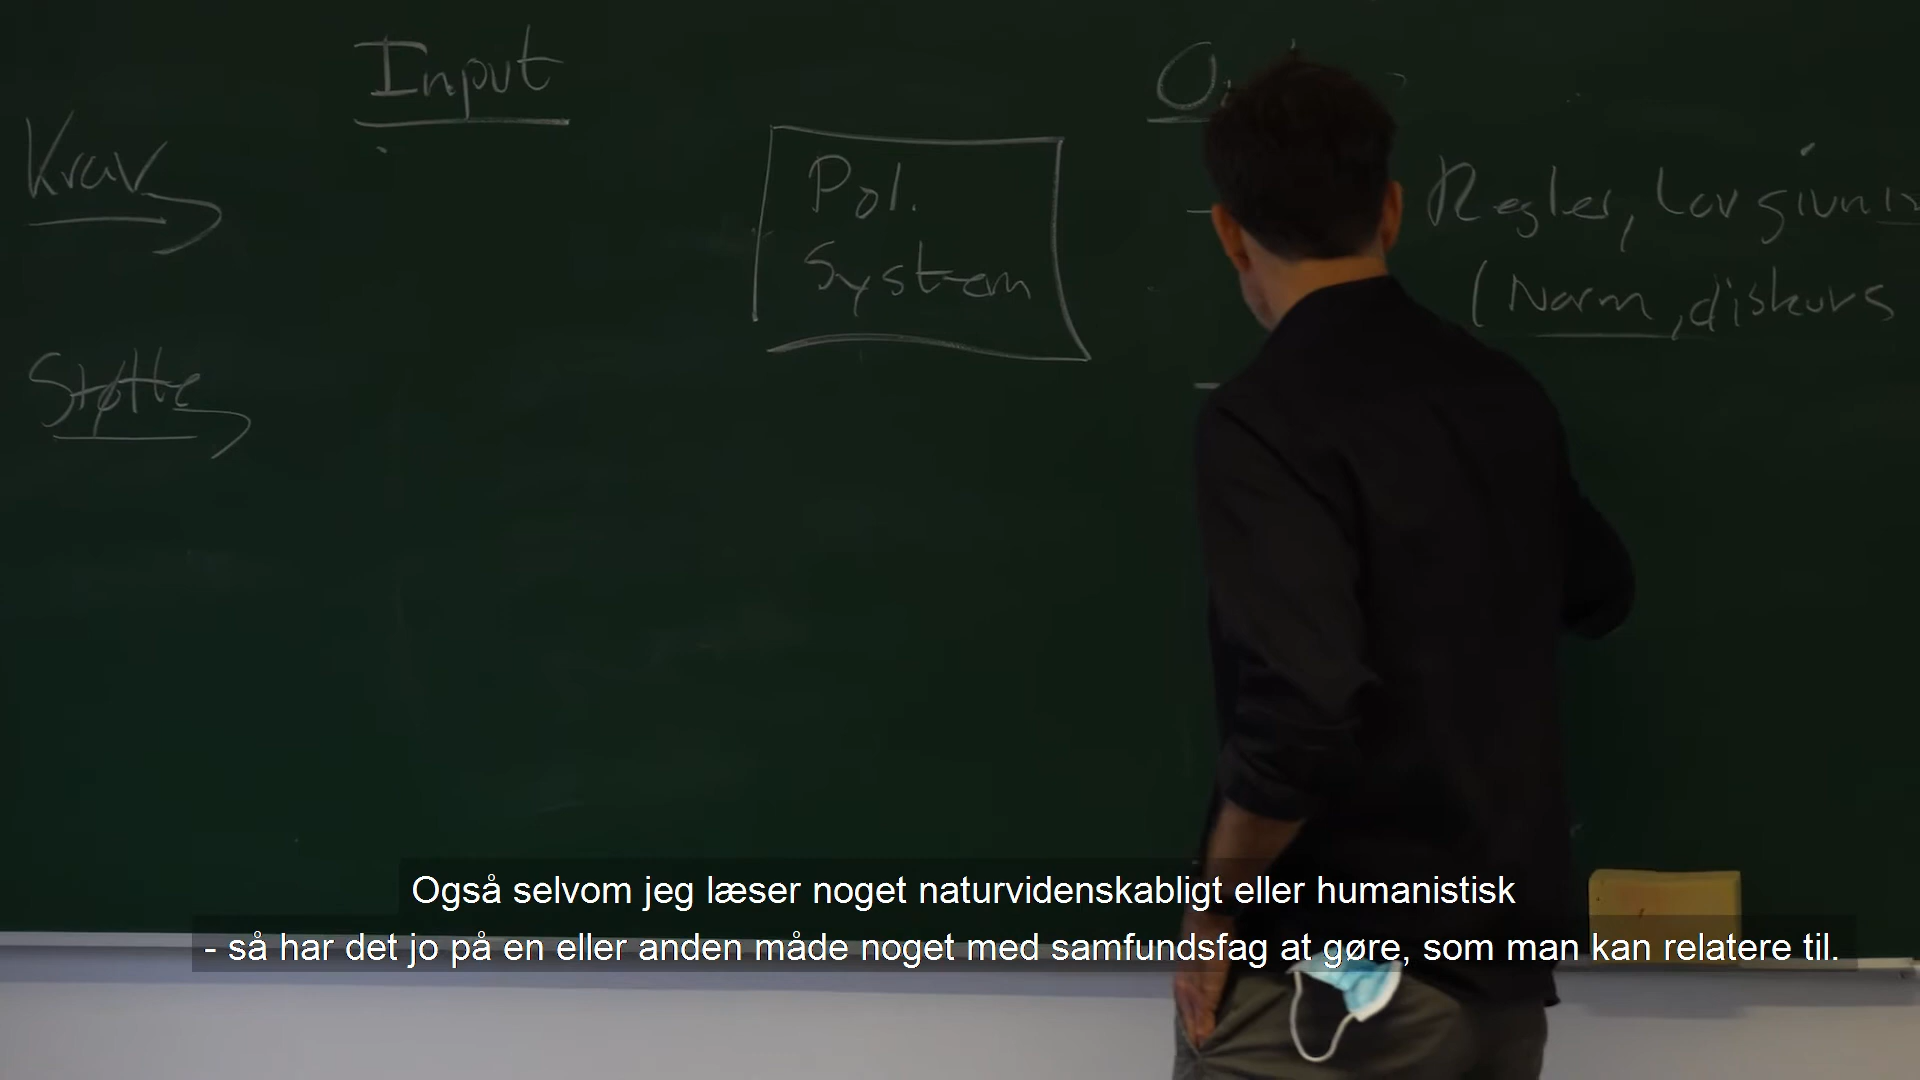 Input
Krav
Støtte
Pol.
System
Regler, Lovgivnin
(Norm, diskurs
Også selvom jeg læser noget naturvidenskabligt eller humanistisk
- så har det jo på en eller anden måde noget med samfundsfag at gøre, som man kan relatere til.